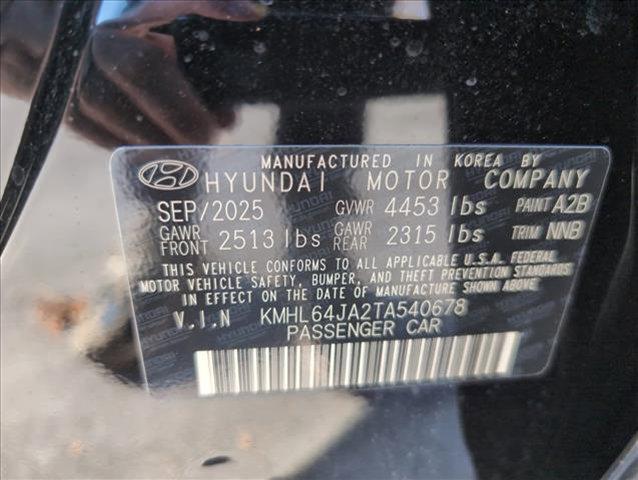 MANUFACTURED IN KOREA BY
HYUNDAI MOTOR COMPANY
SEP/2025 GVWR 4453 lbs PAINT A2B
GAWR FRONT 2513 lbs GAWR REAR 2315 lbs TRIM NNB
THIS VEHICLE CONFORMS TO ALL APPLICABLE U.S.A. FEDERAL
MOTOR VEHICLE SAFETY, BUMPER, AND THEFT PREVENTION STANDARDS
IN EFFECT ON THE DATE OF MANUFACTURE SHOWN ABOVE.
V.I.N KMHL64JA2TA540678
PASSENGER CAR